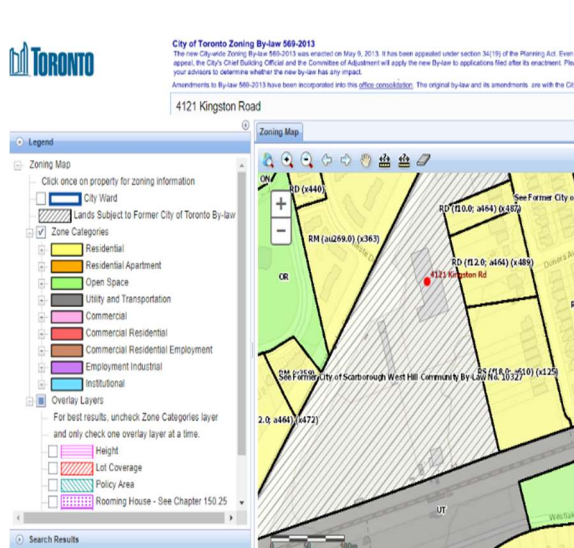 TORONTO
City of Toronto Zoning By-law 569-2013
The new City-wide Zoning By-law 569-2013 was enacted on May 9, 2013. It has been appealed under section 34(19) of the Planning Act. Even
appeal, the City's Chief Building Official and the Committee of Adjustment will apply the new By-law to applications filed after its enactment. Plea
your advisors to determine whether the new by-law has any impact.
Amendments to By-law 569-2013 have been incorporated into this office consolidation. The original by-law and its amendments are with the City
4121 Kingston Road
Legend
Zoning Map
Click once on property for zoning information
City Ward
Lands Subject to Former City of Toronto By-law
Zone Categories
Residential
Residential Apartment
Open Space
Utility and Transportation
Commercial
Commercial Residential
Commercial Residential Employment
Employment Industrial
Institutional
Overlay Layers
For best results, uncheck Zone Categories layer
and only check one overlay layer at a time.
Height
Lot Coverage
Policy Area
Rooming House - See Chapter 150.25
Search Results
Zoning Map
ON
RD (x440)
See Former City o
RD (f10.0; a464) (x487)
RM (au269.0) (x363)
RD (f12.0; a464) (x489)
OR
4121 Kingston Rd
See Former City of Scarborough West Hill Community By-Law No. 10327
RS (f18.0; a510) (x125)
2.0; a464) (x472)
UT